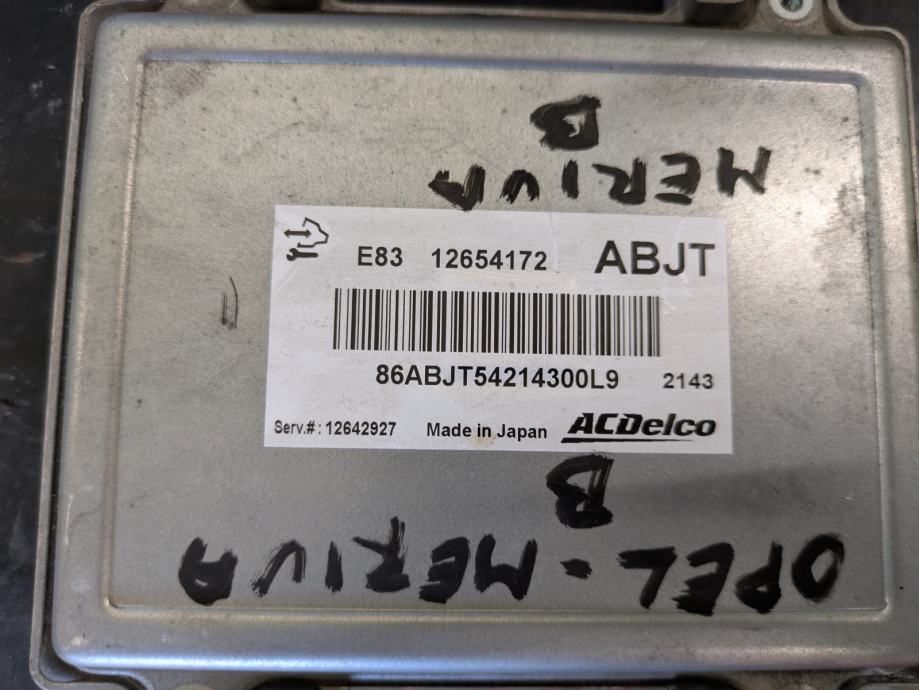 MERIVA
B
E83 12654172 ABJT
86ABJT54214300L9 2143
Serv.#: 12642927 Made in Japan ACDelco
OPEL - MERIVA
B